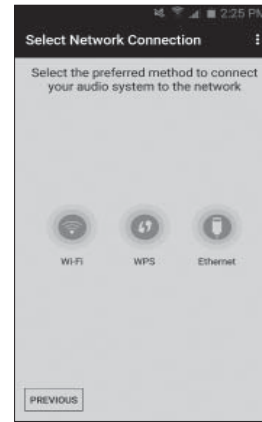 2:25 PM
Select Network Connection
Select the preferred method to connect
your audio system to the network
Wi-Fi
WPS
Ethernet
PREVIOUS